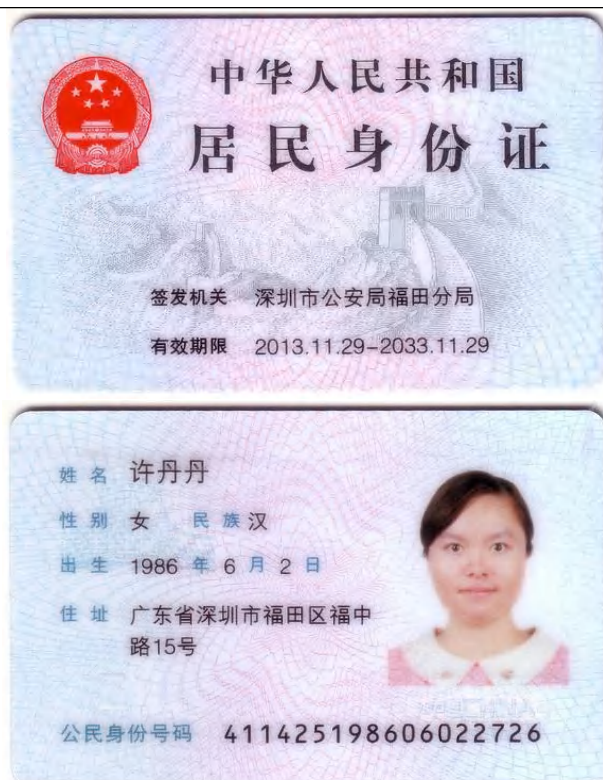 中华人民共和国
居民身份证
签发机关 深圳市公安局福田分局
有效期限 2013.11.29-2033.11.29
姓名 许丹丹
性别 女 民族 汉
出生 1986 年 6 月 2 日
住址 广东省深圳市福田区福中
路15号
公民身份号码 411425198606022726